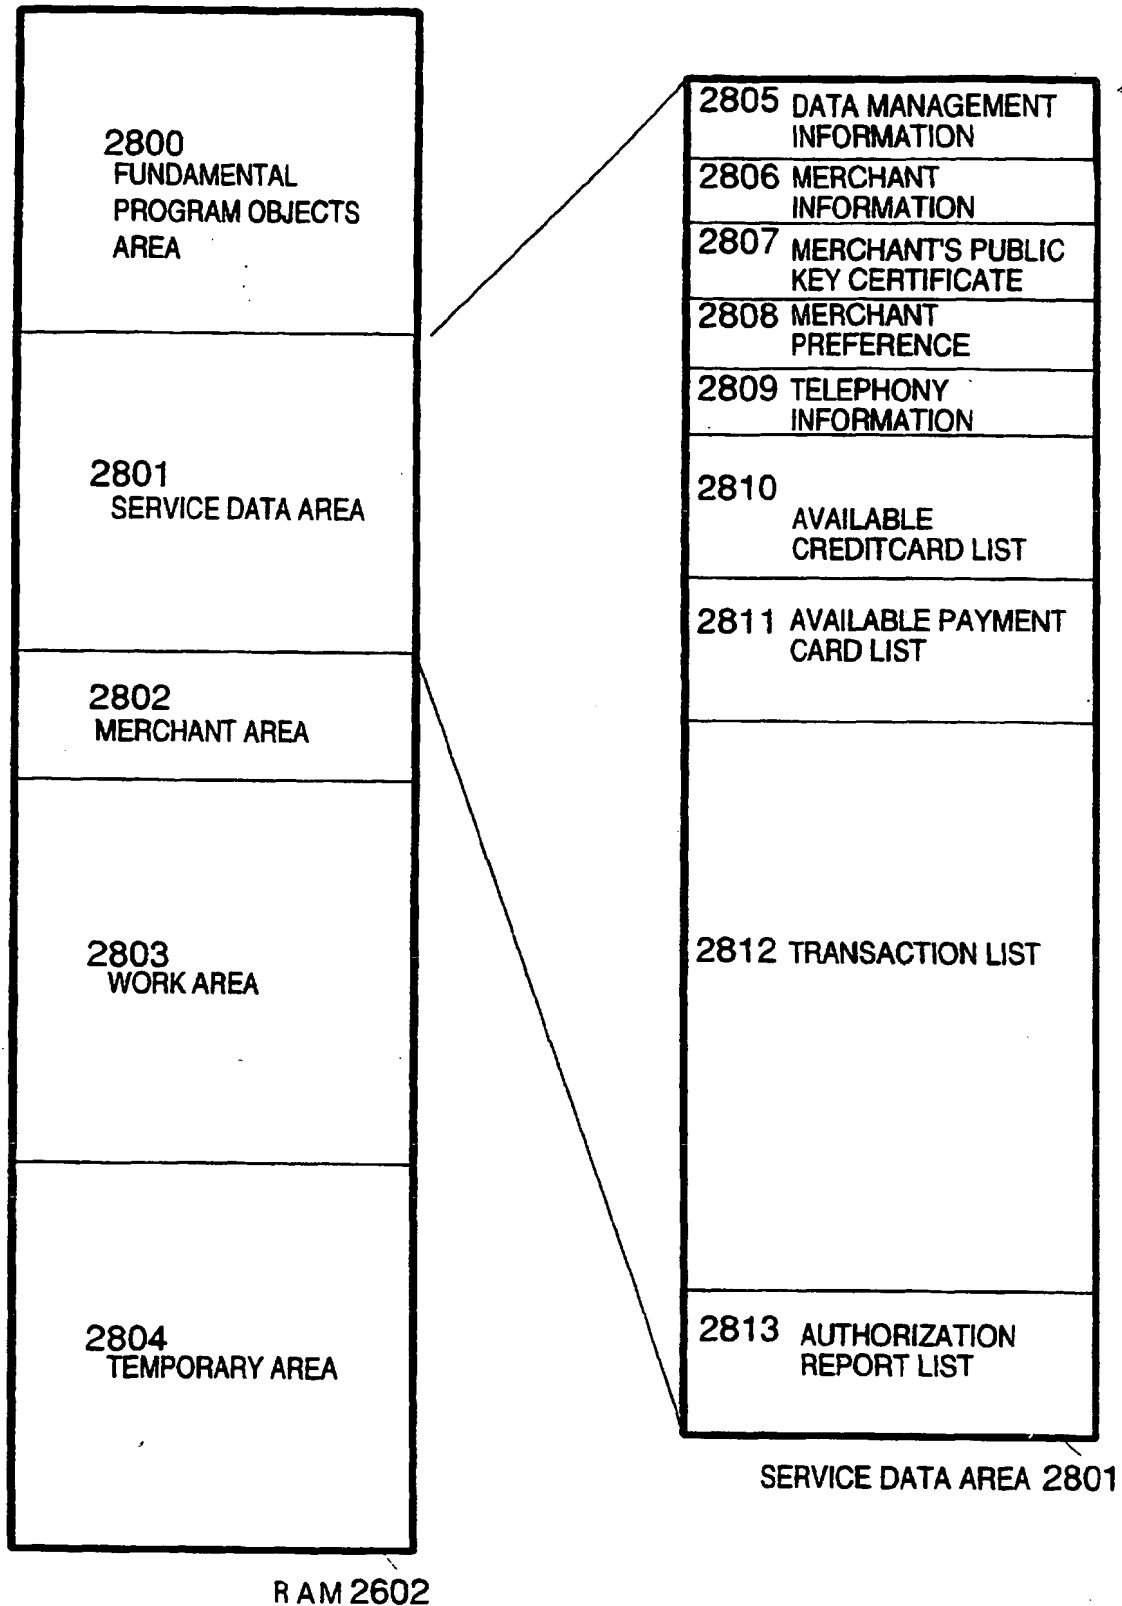 2800
FUNDAMENTAL
PROGRAM OBJECTS
AREA
2801
SERVICE DATA AREA
2802
MERCHANT AREA
2803
WORK AREA
2804
TEMPORARY AREA
RAM 2602
2805 DATA MANAGEMENT
INFORMATION
2806 MERCHANT
INFORMATION
2807 MERCHANT'S PUBLIC
KEY CERTIFICATE
2808 MERCHANT
PREFERENCE
2809 TELEPHONY
INFORMATION
2810
AVAILABLE
CREDITCARD LIST
2811 AVAILABLE PAYMENT
CARD LIST
2812 TRANSACTION LIST
2813 AUTHORIZATION
REPORT LIST
SERVICE DATA AREA 2801